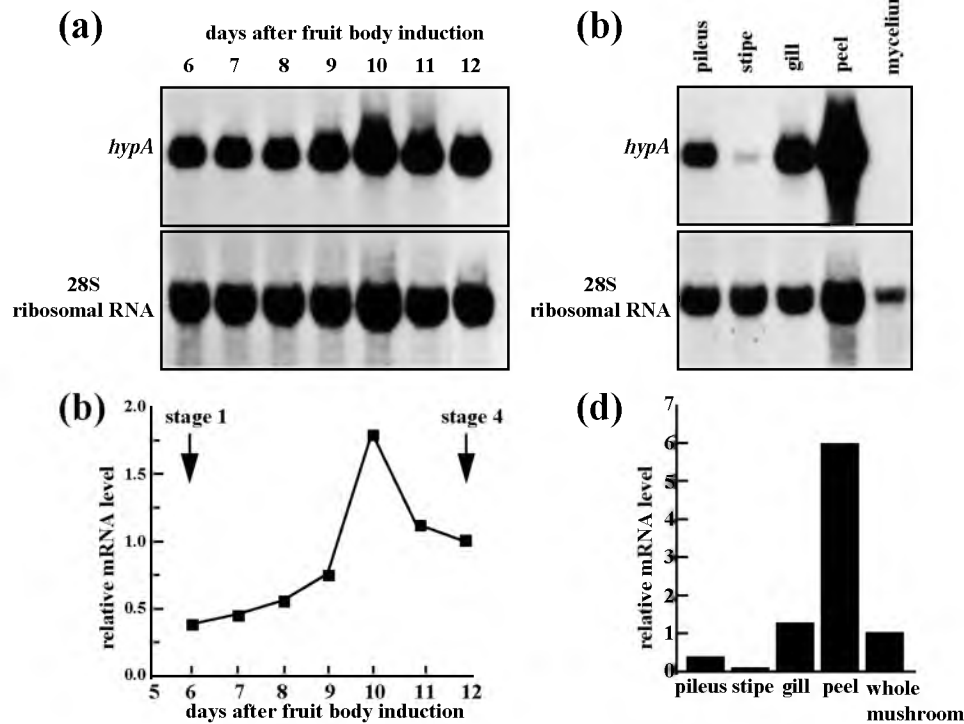 (a)
days after fruit body induction
6 7 8 9 10 11 12
hypA
28S
ribosomal RNA
(b)
pileus
stipe
gill
peel
mycelium
hypA
28S
ribosomal RNA
(b)
relative mRNA level
2.0
1.5
1.0
0.5
0.0
stage 1
stage 4
5 6 7 8 9 10 11 12
days after fruit body induction
(d)
relative mRNA level
7
6
5
4
3
2
1
0
pileus stipe gill peel whole
mushroom